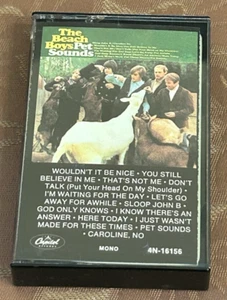 The
Beach
Boys Pet
Sounds
WOULDN'T IT BE NICE • YOU STILL
BELIEVE IN ME • THAT'S NOT ME • DON'T
TALK (Put Your Head On My Shoulder) •
I'M WAITING FOR THE DAY • LET'S GO
AWAY FOR AWHILE • SLOOP JOHN B •
GOD ONLY KNOWS • I KNOW THERE'S AN
ANSWER • HERE TODAY • I JUST WASN'T
MADE FOR THESE TIMES • PET SOUNDS
• CAROLINE, NO
Capitol
MONO
4N-16156